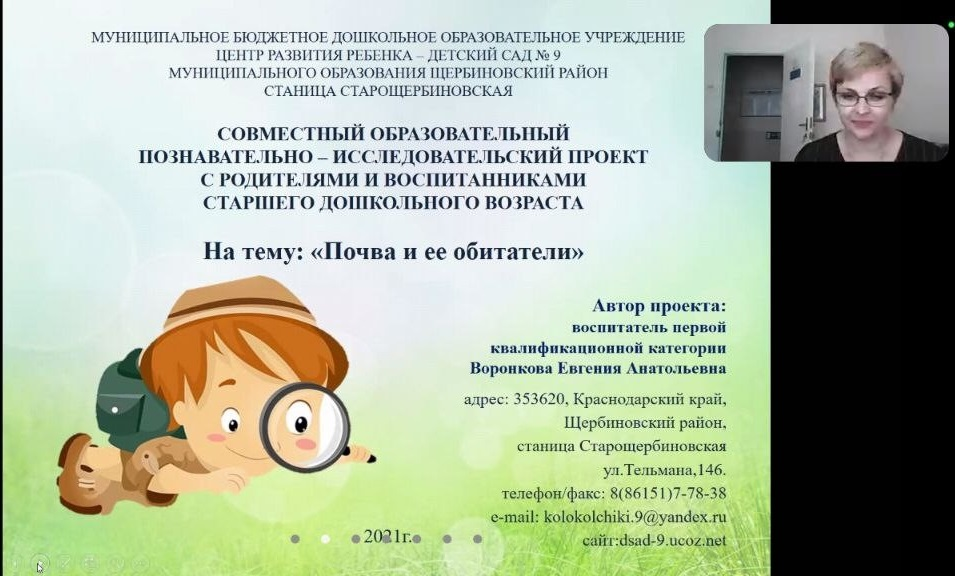 МУНИЦИПАЛЬНОЕ БЮДЖЕТНОЕ ДОШКОЛЬНОЕ ОБРАЗОВАТЕЛЬНОЕ УЧРЕЖДЕНИЕ
ЦЕНТР РАЗВИТИЯ РЕБЕНКА – ДЕТСКИЙ САД № 9
МУНИЦИПАЛЬНОГО ОБРАЗОВАНИЯ ЩЕРБИНОВСКИЙ РАЙОН
СТАНИЦА СТАРОЩЕРБИНОВСКАЯ
СОВМЕСТНЫЙ ОБРАЗОВАТЕЛЬНЫЙ
ПОЗНАВАТЕЛЬНО – ИССЛЕДОВАТЕЛЬСКИЙ ПРОЕКТ
С РОДИТЕЛЯМИ И ВОСПИТАННИКАМИ
СТАРШЕГО ДОШКОЛЬНОГО ВОЗРАСТА
На тему: «Почва и ее обитатели»
Автор проекта:
воспитатель первой
квалификационной категории
Воронкова Евгения Анатольевна
адрес: 353620, Краснодарский край,
Щербиновский район,
станица Старощербиновская
ул.Тельмана,146.
телефон/факс: 8(86151)7-78-38
e-mail: kolokolchiki.9@yandex.ru
сайт:dsad-9.ucoz.net
2021г.